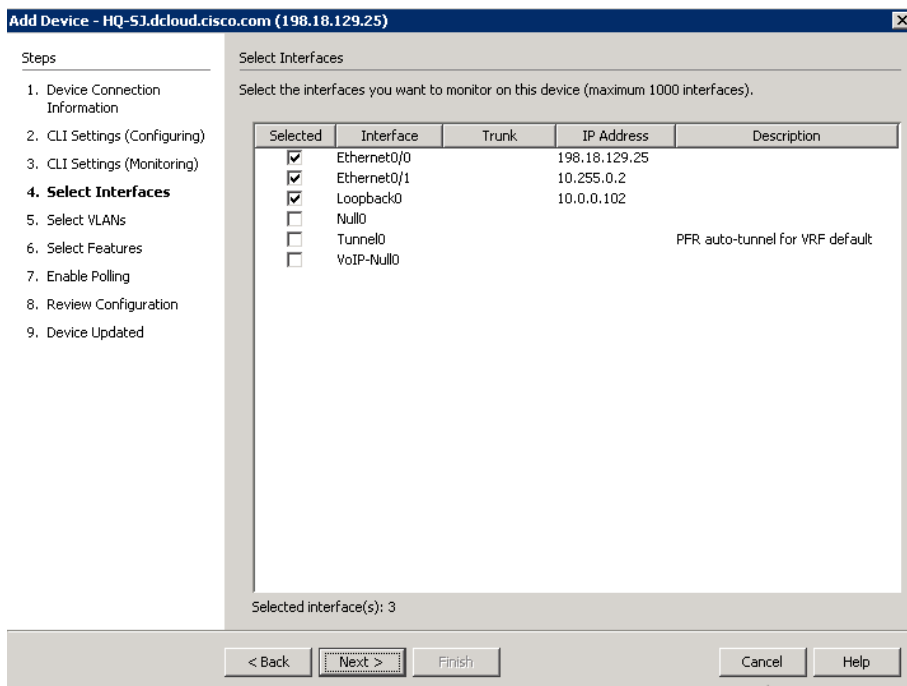 Add Device - HQ-SJ.dcloud.cisco.com (198.18.129.25)
Steps
1. Device Connection
Information
2. CLI Settings (Configuring)
3. CLI Settings (Monitoring)
4. Select Interfaces
5. Select VLANs
6. Select Features
7. Enable Polling
8. Review Configuration
9. Device Updated
Select Interfaces
Select the interfaces you want to monitor on this device (maximum 1000 interfaces).
Selected Interface Trunk IP Address Description
Ethernet0/0 198.18.129.25
Ethernet0/1 10.255.0.2
Loopback0 10.0.0.102
Null0
Tunnel0 PFR auto-tunnel for VRF default
VoIP-Null0
Selected interface(s): 3
< Back Next > Finish Cancel Help